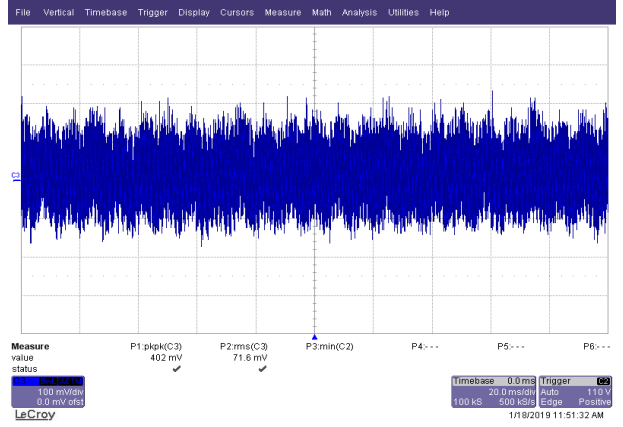 File Vertical Timebase Trigger Display Cursors Measure Math Analysis Utilities Help
C3
Measure P1:pkpk(C3) P2:rms(C3) P3:min(C2) P4:- - - P5:- - - P6:- - -
value 402 mV 71.6 mV
status
C3
100 mV/div
0.0 mV ofst
Timebase 0.0 ms
20.0 ms/div
100 kS 500 kS/s
Trigger C2
Auto 110 V
Edge Positive
LeCroy
1/18/2019 11:51:32 AM